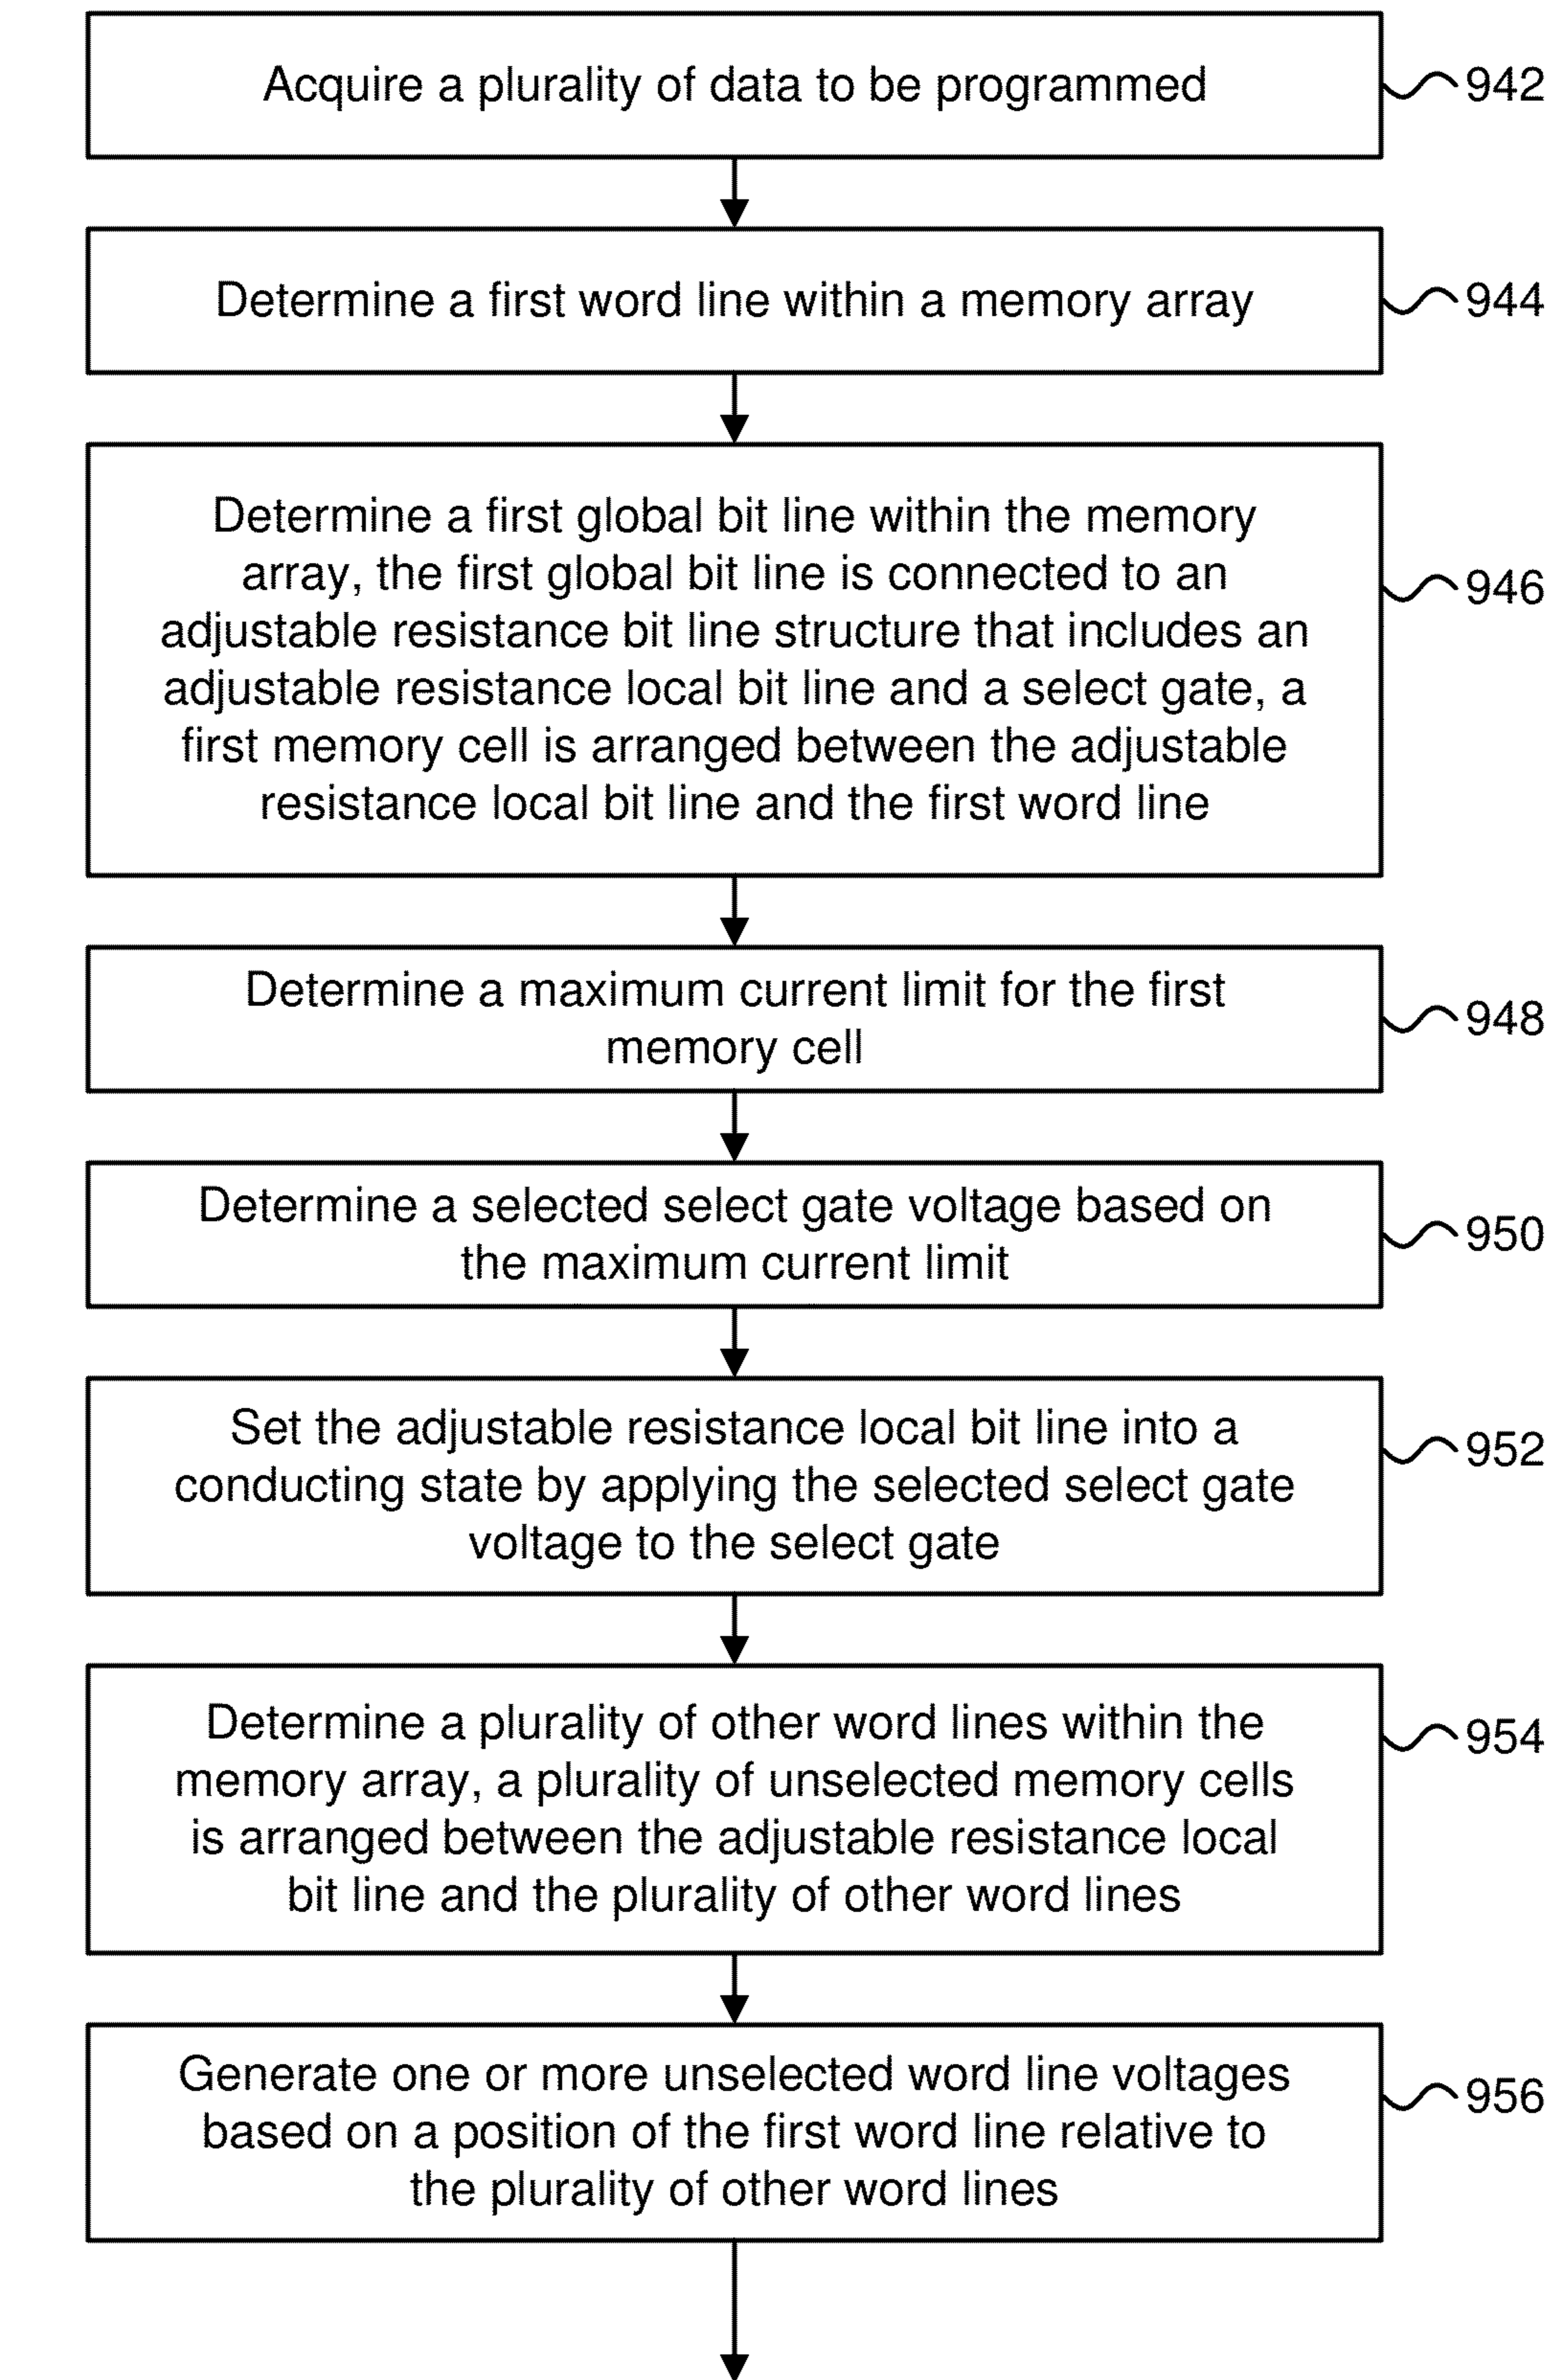 Acquire a plurality of data to be programmed
942
Determine a first word line within a memory array
944
Determine a first global bit line within the memory
array, the first global bit line is connected to an
adjustable resistance bit line structure that includes an
adjustable resistance local bit line and a select gate, a
first memory cell is arranged between the adjustable
resistance local bit line and the first word line
946
Determine a maximum current limit for the first
memory cell
948
Determine a selected select gate voltage based on
the maximum current limit
950
Set the adjustable resistance local bit line into a
conducting state by applying the selected select gate
voltage to the select gate
952
Determine a plurality of other word lines within the
memory array, a plurality of unselected memory cells
is arranged between the adjustable resistance local
bit line and the plurality of other word lines
954
Generate one or more unselected word line voltages
based on a position of the first word line relative to
the plurality of other word lines
956